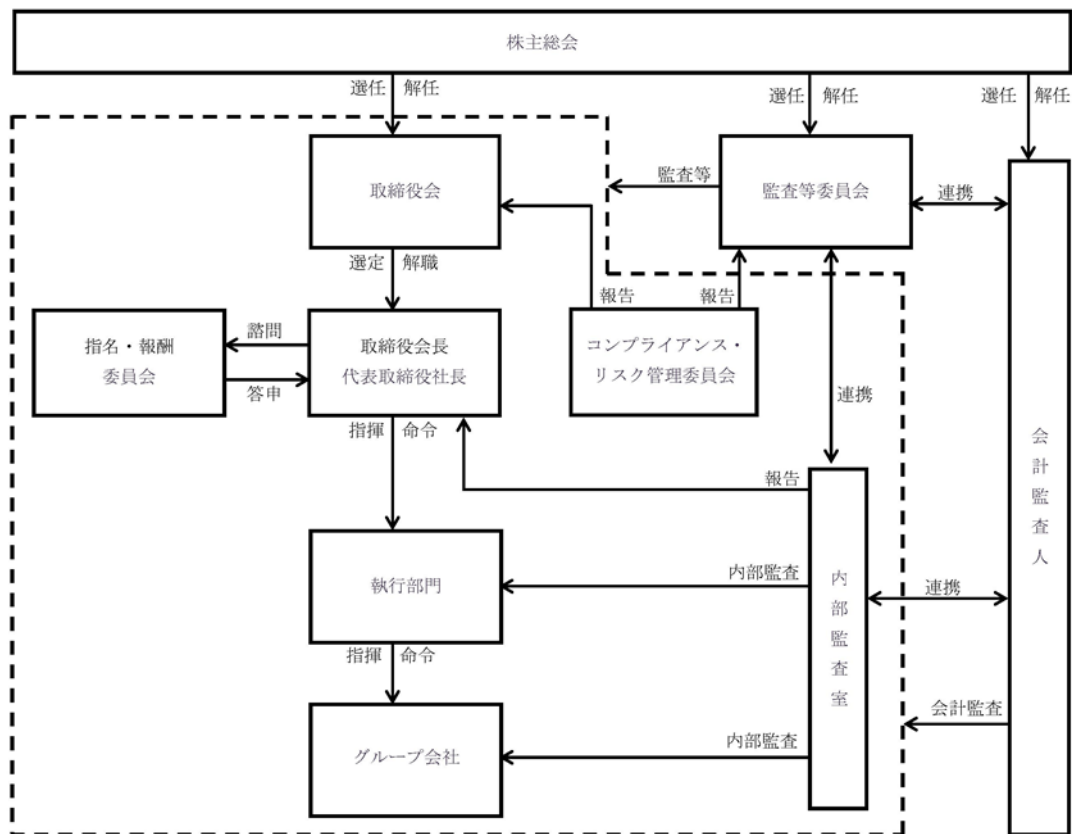 株主総会
選任 解任
選任 解任
選任 解任
取締役会
監査等
監査等委員会
連携
選定 解職
報告
報告
指名・報酬
委員会
諮問
答申
取締役会長
代表取締役社長
コンプライアンス・
リスク管理委員会
連携
指揮 命令
報告
会計監査人
執行部門
内部監査
内部監査室
連携
指揮 命令
会計監査
グループ会社
内部監査